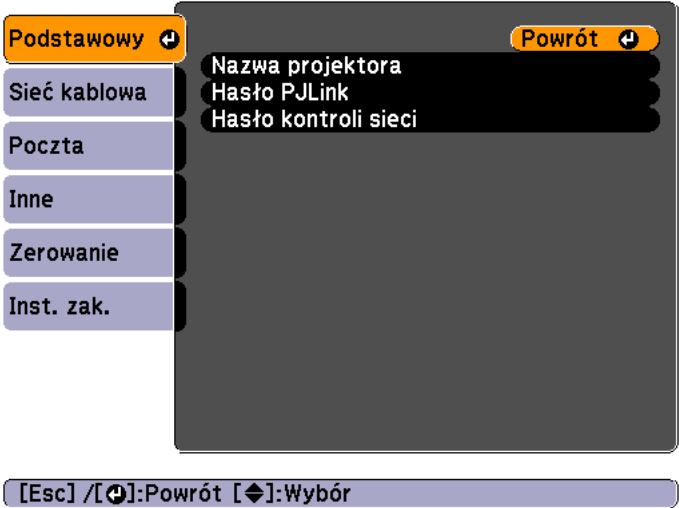 Podstawowy
Powrót
Nazwa projektora
Hasło PJLink
Hasło kontroli sieci
Sieć kablowa
Poczta
Inne
Zerowanie
Inst. zak.
[Esc] /[⏎]:Powrót [◆]:Wybór